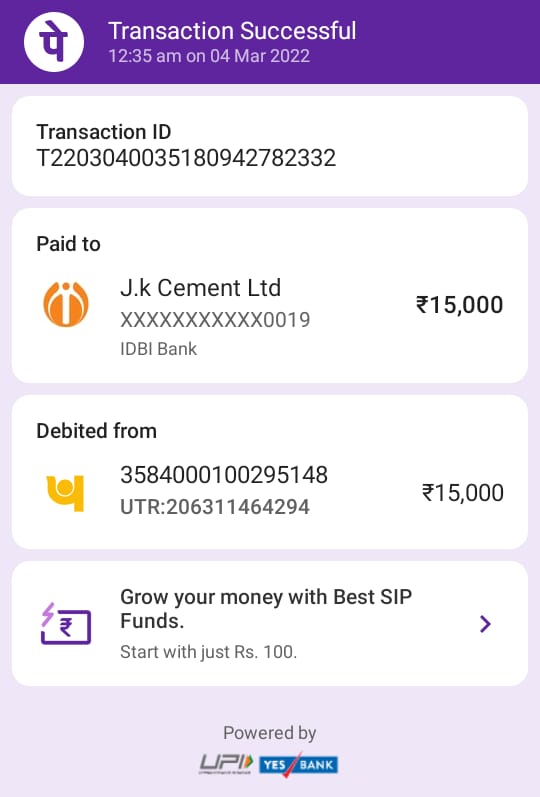 पे
Transaction Successful
12:35 am on 04 Mar 2022
Transaction ID
T2203040035180942782332
Paid to
J.k Cement Ltd
₹15,000
XXXXXXXXXXX0019
IDBI Bank
Debited from
3584000100295148
₹15,000
UTR:206311464294
Grow your money with Best SIP
Funds.
Start with just Rs. 100.
Powered by
UPI
YES BANK